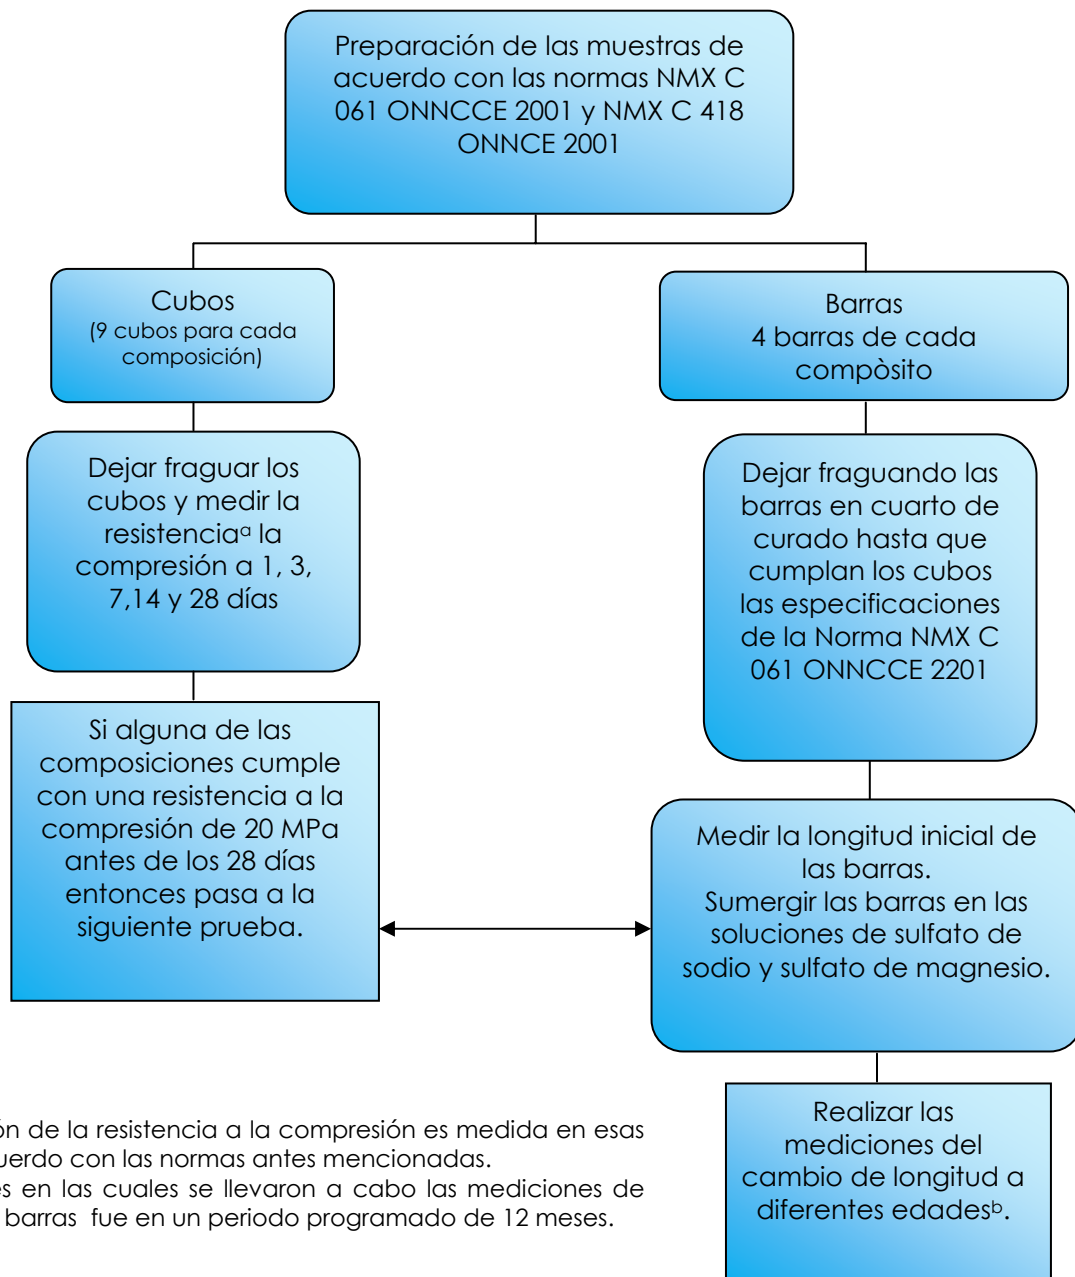 Preparación de las muestras de
acuerdo con las normas NMX C
061 ONNCCE 2001 y NMX C 418
ONNCE 2001
Cubos
(9 cubos para cada
composición)
Barras
4 barras de cada
compòsito
Dejar fraguar los
cubos y medir la
resistenciaᵃ la
compresión a 1, 3,
7,14 y 28 días
Dejar fraguando las
barras en cuarto de
curado hasta que
cumplan los cubos
las especificaciones
de la Norma NMX C
061 ONNCCE 2201
Si alguna de las
composiciones cumple
con una resistencia a la
compresión de 20 MPa
antes de los 28 días
entonces pasa a la
siguiente prueba.
Medir la longitud inicial de
las barras.
Sumergir las barras en las
soluciones de sulfato de
sodio y sulfato de magnesio.
Realizar las
mediciones del
cambio de longitud a
diferentes edadesᵇ.
de la resistencia a la compresión es medida en esas
con las normas antes mencionadas.
en las cuales se llevaron a cabo las mediciones de
barras fue en un periodo programado de 12 meses.